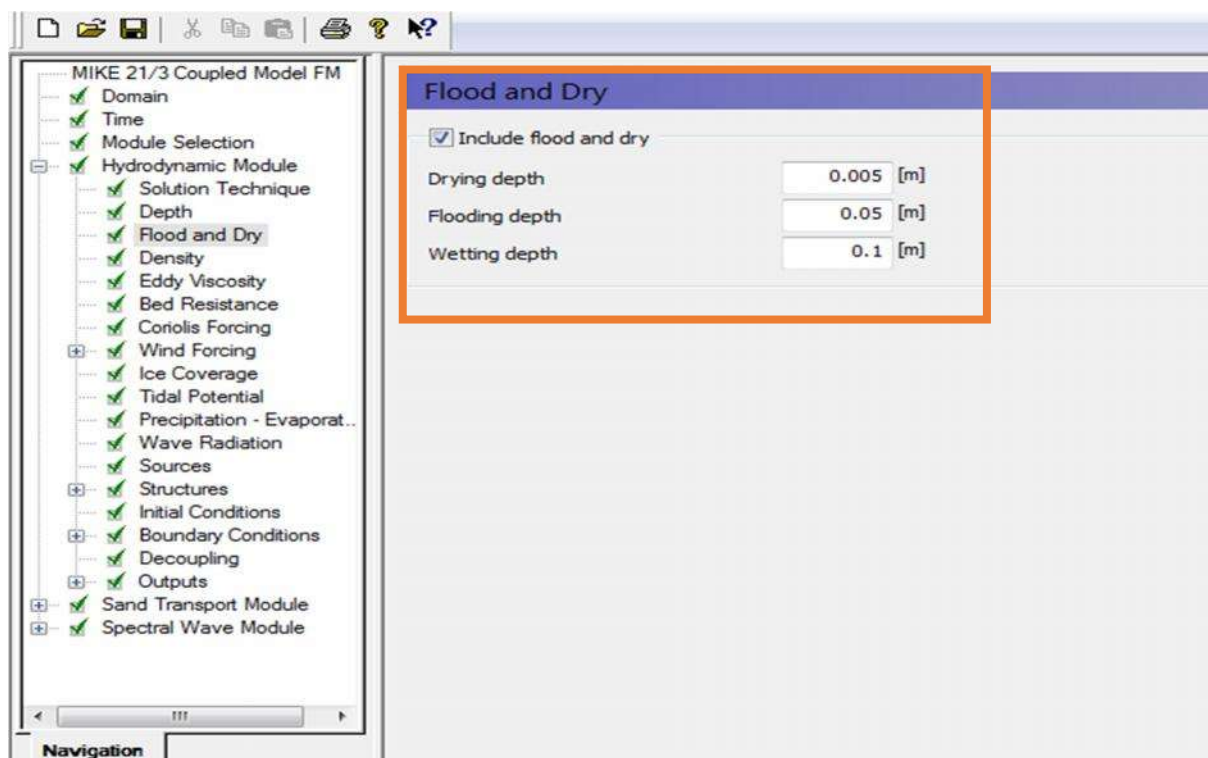 MIKE 21/3 Coupled Model FM
Domain
Time
Module Selection
Hydrodynamic Module
Solution Technique
Depth
Flood and Dry
Density
Eddy Viscosity
Bed Resistance
Coriolis Forcing
Wind Forcing
Ice Coverage
Tidal Potential
Precipitation - Evaporat..
Wave Radiation
Sources
Structures
Initial Conditions
Boundary Conditions
Decoupling
Outputs
Sand Transport Module
Spectral Wave Module
Navigation
Flood and Dry
Include flood and dry
Drying depth 0.005 [m]
Flooding depth 0.05 [m]
Wetting depth 0.1 [m]